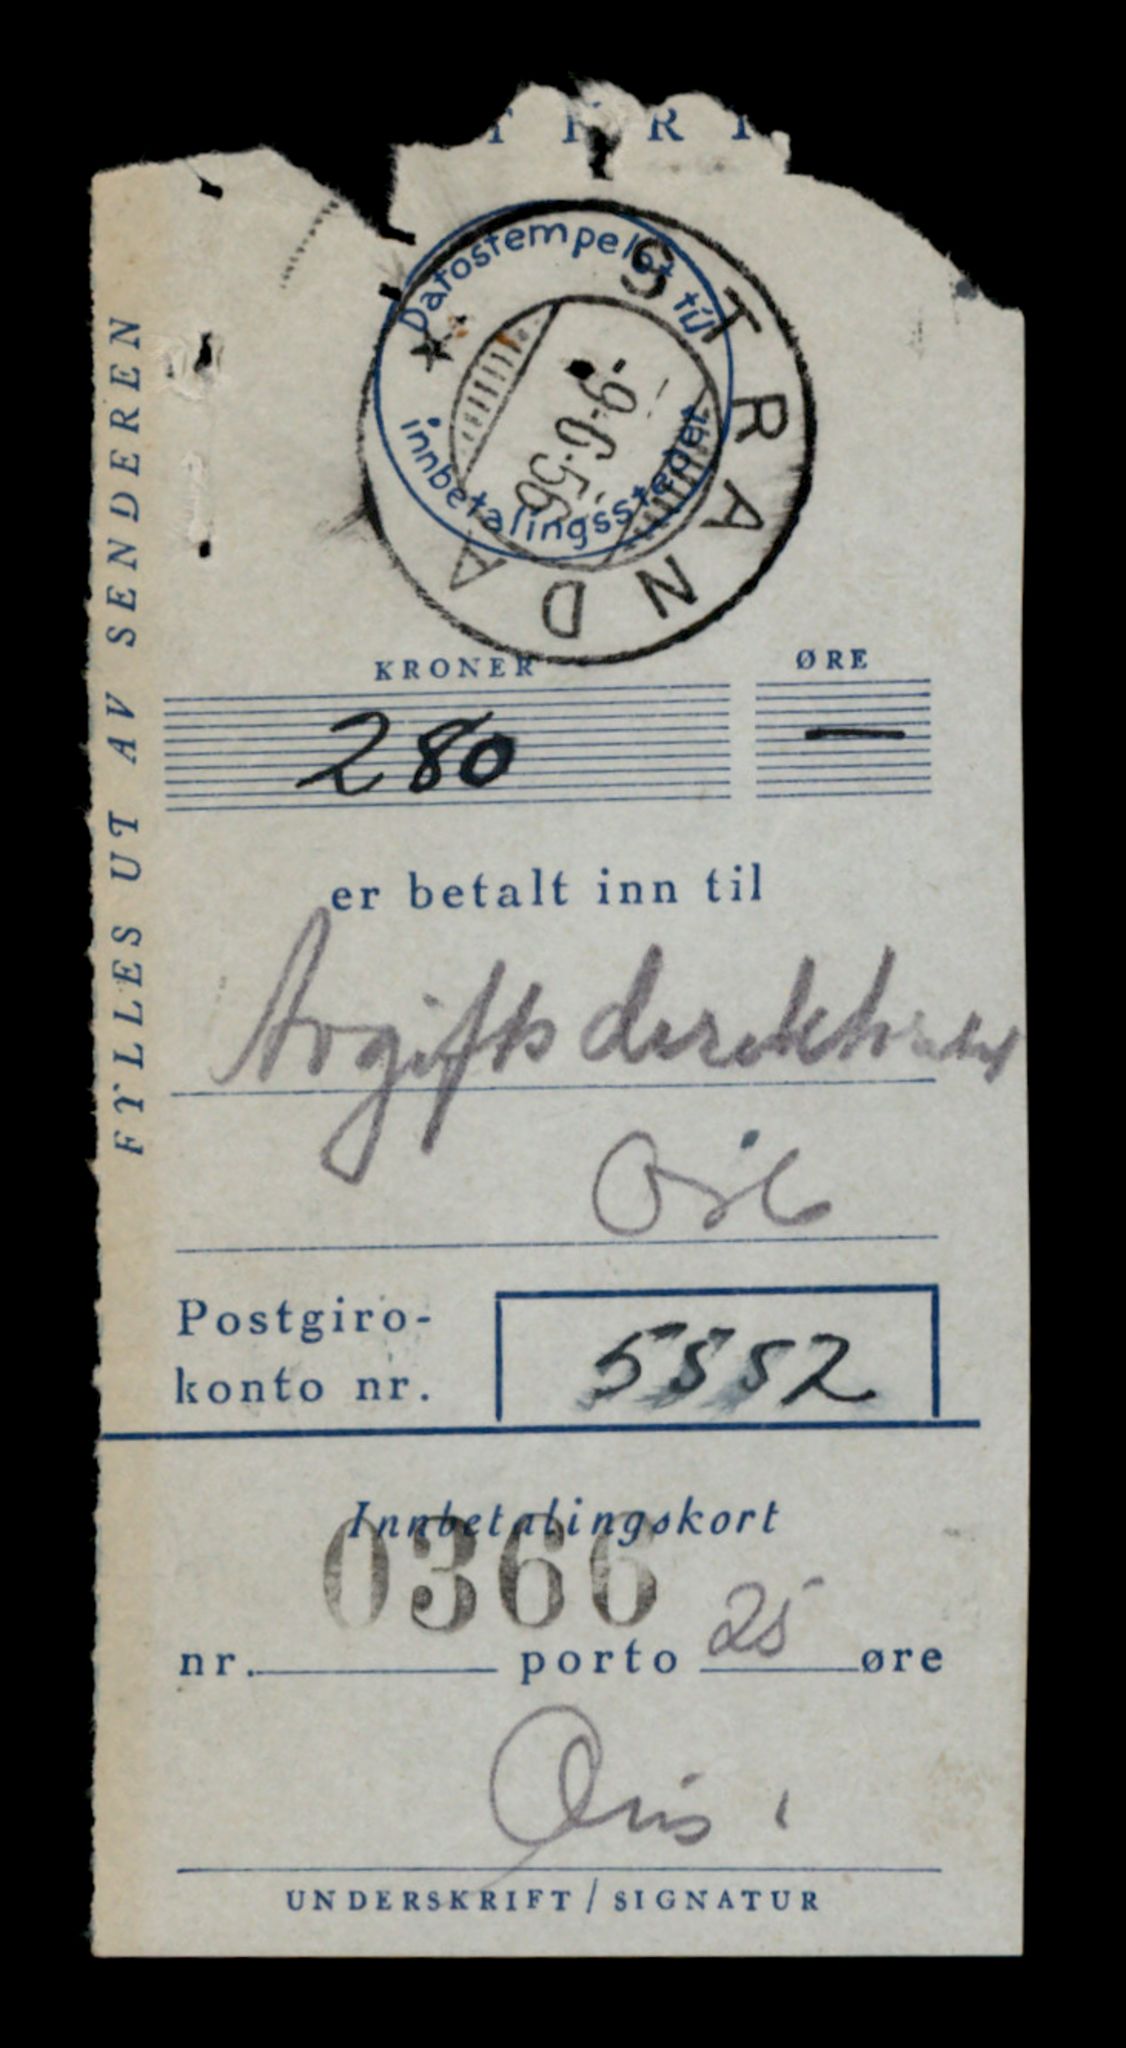 FYLLES UT AV SENDEREN
Datostempelet til
innbetalingsstedet
STRANDA
-9.6.56
KRONER ØRE
280 —
er betalt inn til
Avgiftsdirektoratet
Oslo
Postgiro-
konto nr. 5552
Innbetalingskort
0366
nr. porto 25 øre
UNDERSKRIFT / SIGNATUR